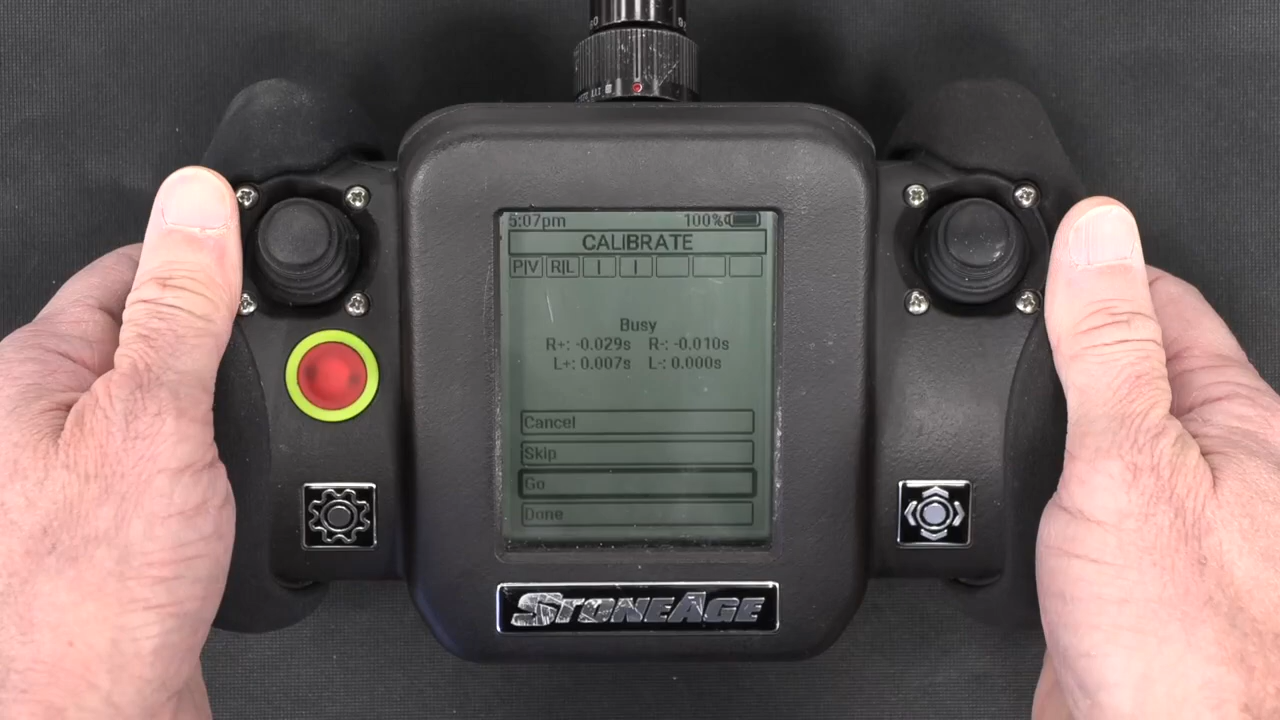 5:07pm 100%
CALIBRATE
P|V R|L | |
Busy
R+: -0.029s R-: -0.010s
L+: 0.007s L-: 0.000s
Cancel
Skip
Go
Done
STONEAGE